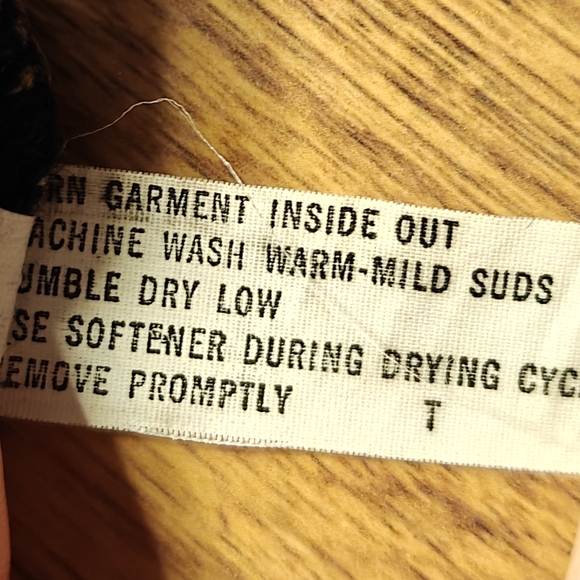 RN GARMENT INSIDE OUT
ACHINE WASH WARM-MILD SUDS
UMBLE DRY LOW
SE SOFTENER DURING DRYING CYC
EMOVE PROMPTLY T